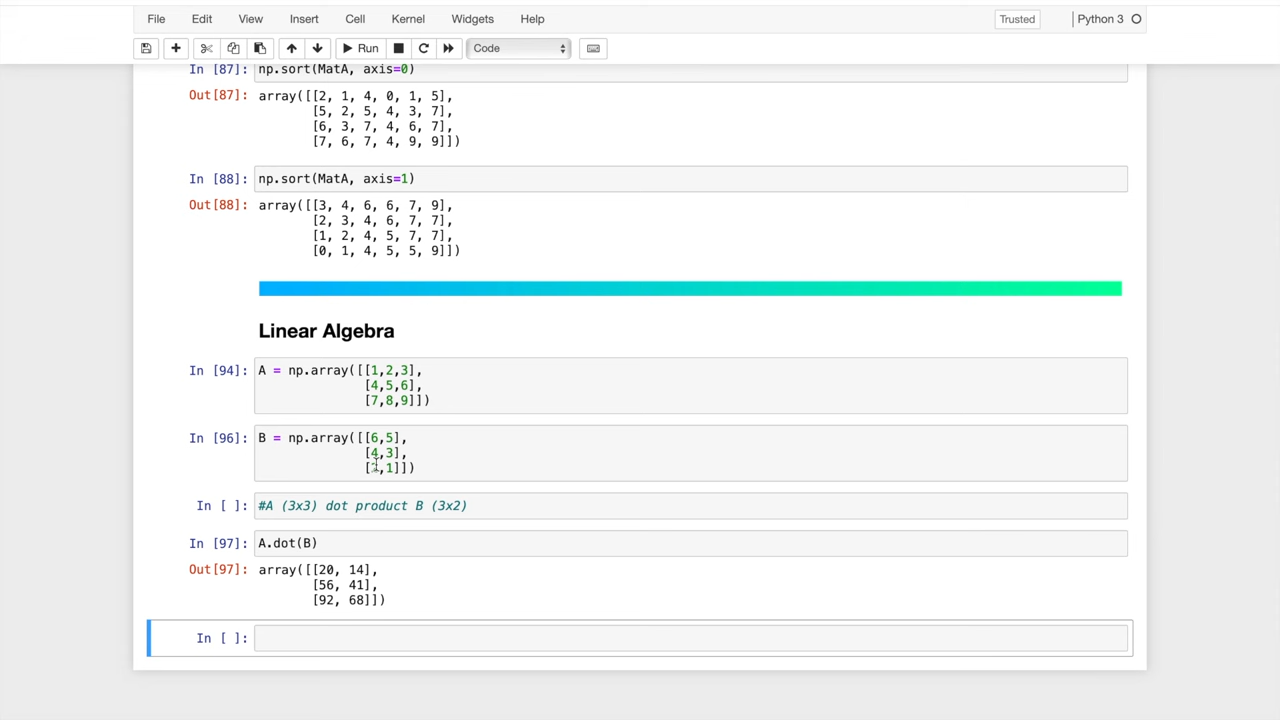 File Edit View Insert Cell Kernel Widgets Help Trusted Python 3
Run Code
In [87]: np.sort(MatA, axis=0)
Out[87]: array([[2, 1, 4, 0, 1, 5],
[5, 2, 5, 4, 3, 7],
[6, 3, 7, 4, 6, 7],
[7, 6, 7, 4, 9, 9]])
In [88]: np.sort(MatA, axis=1)
Out[88]: array([[3, 4, 6, 6, 7, 9],
[2, 3, 4, 6, 7, 7],
[1, 2, 4, 5, 7, 7],
[0, 1, 4, 5, 5, 9]])
Linear Algebra
In [94]: A = np.array([[1,2,3],
[4,5,6],
[7,8,9]])
In [96]: B = np.array([[6,5],
[4,3],
[2,1]])
In [ ]: #A (3x3) dot product B (3x2)
In [97]: A.dot(B)
Out[97]: array([[20, 14],
[56, 41],
[92, 68]])
In [ ]: